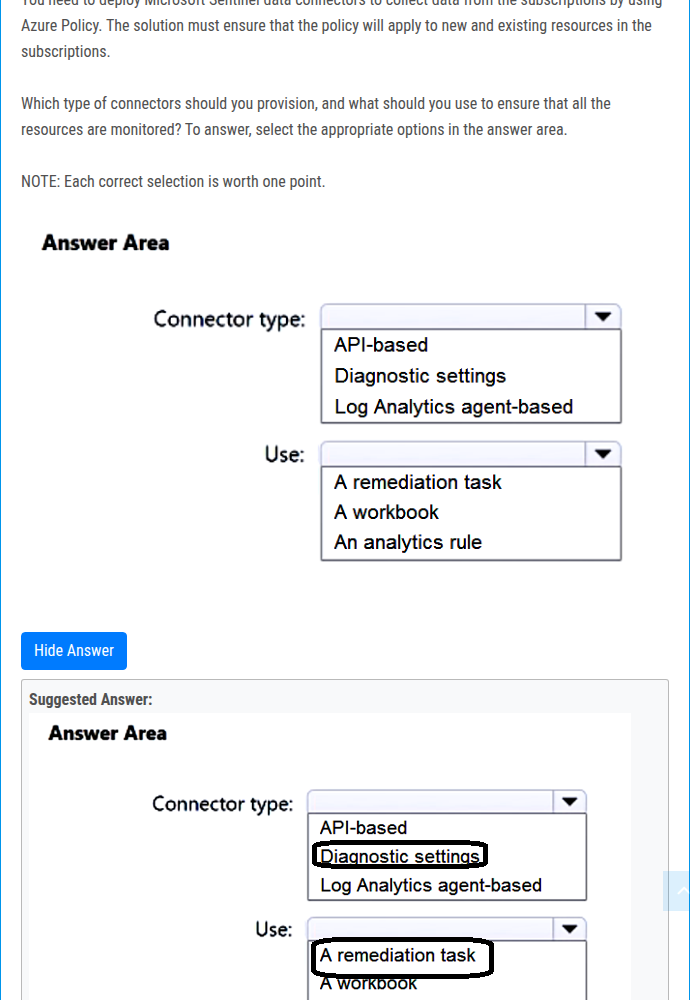 You need to deploy Microsoft Sentinel data connectors to collect data from the subscriptions by using
Azure Policy. The solution must ensure that the policy will apply to new and existing resources in the
subscriptions.
Which type of connectors should you provision, and what should you use to ensure that all the
resources are monitored? To answer, select the appropriate options in the answer area.
NOTE: Each correct selection is worth one point.
Answer Area
Connector type:
API-based
Diagnostic settings
Log Analytics agent-based
Use:
A remediation task
A workbook
An analytics rule
Hide Answer
Suggested Answer:
Answer Area
Connector type:
API-based
Diagnostic settings
Log Analytics agent-based
Use:
A remediation task
A workbook